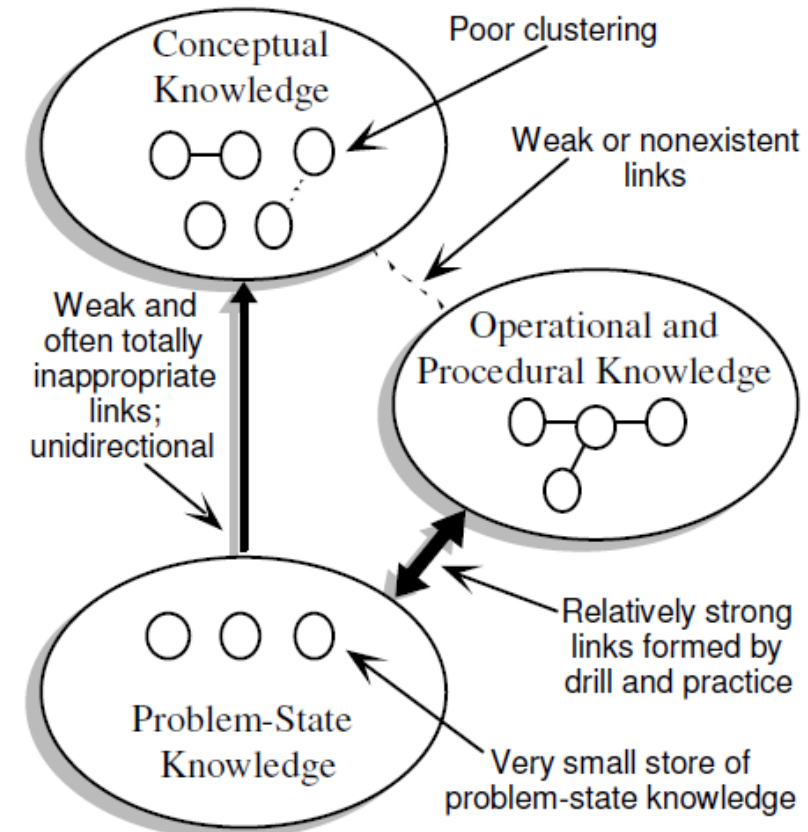 Conceptual
Knowledge
Poor clustering
Weak or nonexistent
links
Weak and
often totally
inappropriate
links;
unidirectional
Operational and
Procedural Knowledge
Relatively strong
links formed by
drill and practice
Problem-State
Knowledge
Very small store of
problem-state knowledge